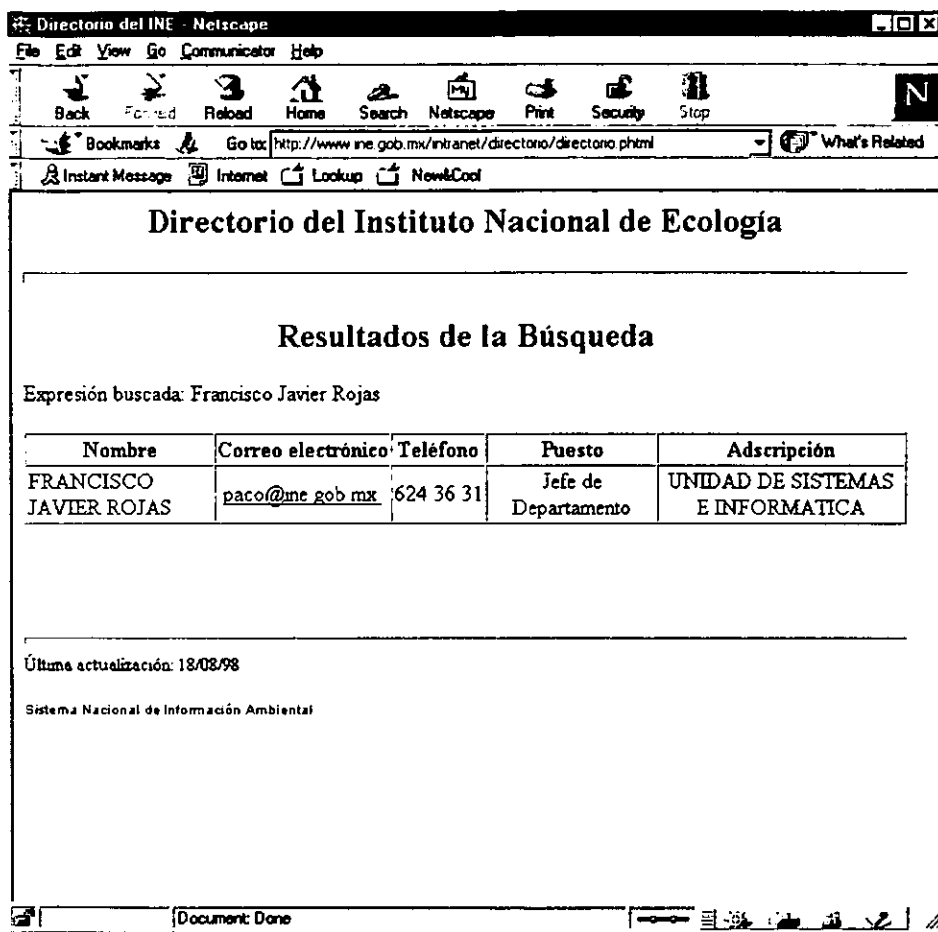 Directorio del INE - Netscape
File Edit View Go Communicator Help
Back Forward Reload Home Search Netscape Print Security Stop
My
N
Bookmarks Go to: http://www.ine.gob.mx/intranet/directorio/directorio.phtml What's Related
Instant Message Internet Lookup New&Cool
Directorio del Instituto Nacional de Ecología
Resultados de la Búsqueda
Expresión buscada: Francisco Javier Rojas
Nombre Correo electrónico Teléfono Puesto Adscripción
FRANCISCO JAVIER ROJAS paco@ine.gob.mx 624 36 31 Jefe de Departamento UNIDAD DE SISTEMAS E INFORMATICA
Última actualización: 18/08/98
Sistema Nacional de Información Ambiental
Document: Done